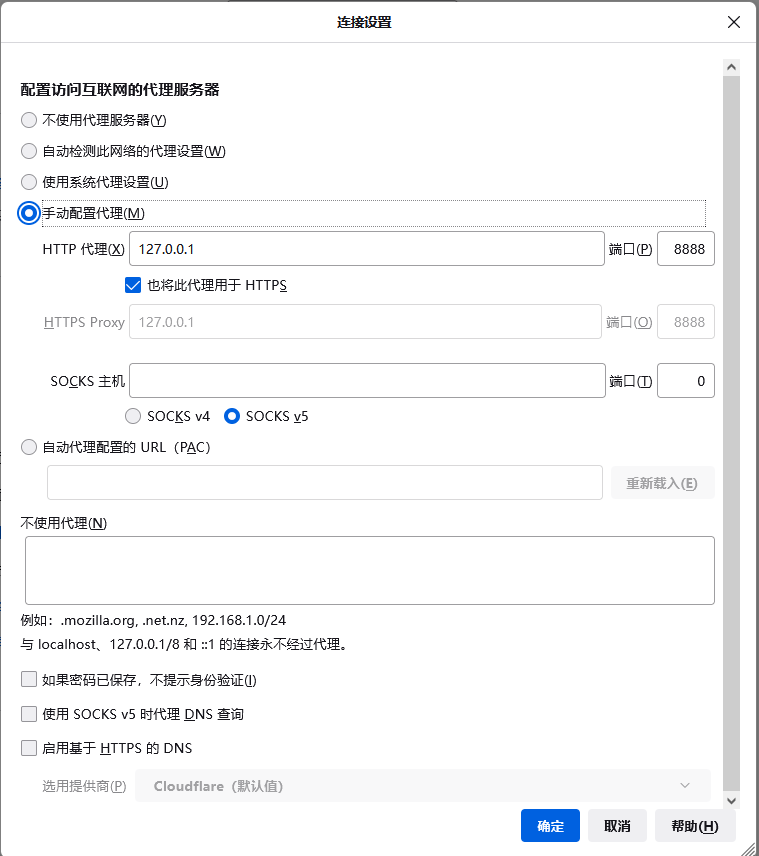 连接设置
配置访问互联网的代理服务器
不使用代理服务器(Y)
自动检测此网络的代理设置(W)
使用系统代理设置(U)
手动配置代理(M)
HTTP 代理(X) 127.0.0.1 端口(P) 8888
也将此代理用于 HTTPS
HTTPS Proxy 127.0.0.1 端口(O) 8888
SOCKS 主机 端口(T) 0
SOCKS v4 SOCKS v5
自动代理配置的 URL（PAC）
重新载入(E)
不使用代理(N)
例如：.mozilla.org, .net.nz, 192.168.1.0/24
与 localhost、127.0.0.1/8 和 ::1 的连接永不经过代理。
如果密码已保存，不提示身份验证(I)
使用 SOCKS v5 时代理 DNS 查询
启用基于 HTTPS 的 DNS
选用提供商(P) Cloudflare（默认值）
确定 取消 帮助(H)